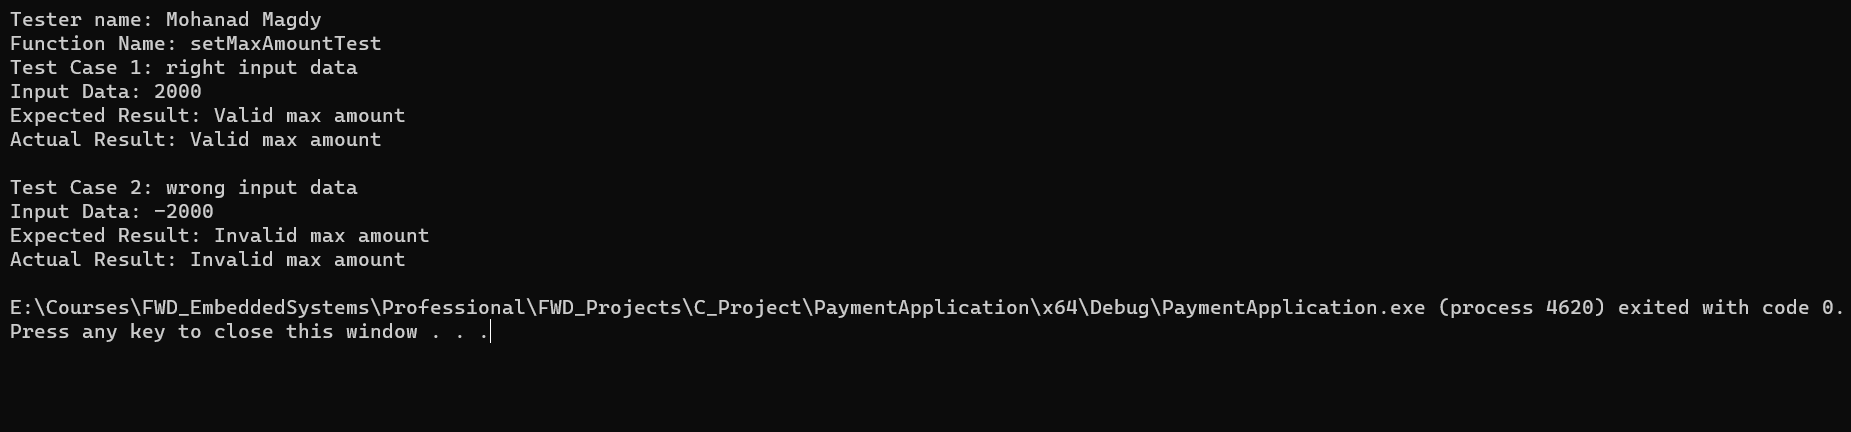 Tester name: Mohanad Magdy
Function Name: setMaxAmountTest
Test Case 1: right input data
Input Data: 2000
Expected Result: Valid max amount
Actual Result: Valid max amount
Test Case 2: wrong input data
Input Data: -2000
Expected Result: Invalid max amount
Actual Result: Invalid max amount
E:\Courses\FWD_EmbeddedSystems\Professional\FWD_Projects\C_Project\PaymentApplication\x64\Debug\PaymentApplication.exe (process 4620) exited with code 0.
Press any key to close this window . . .